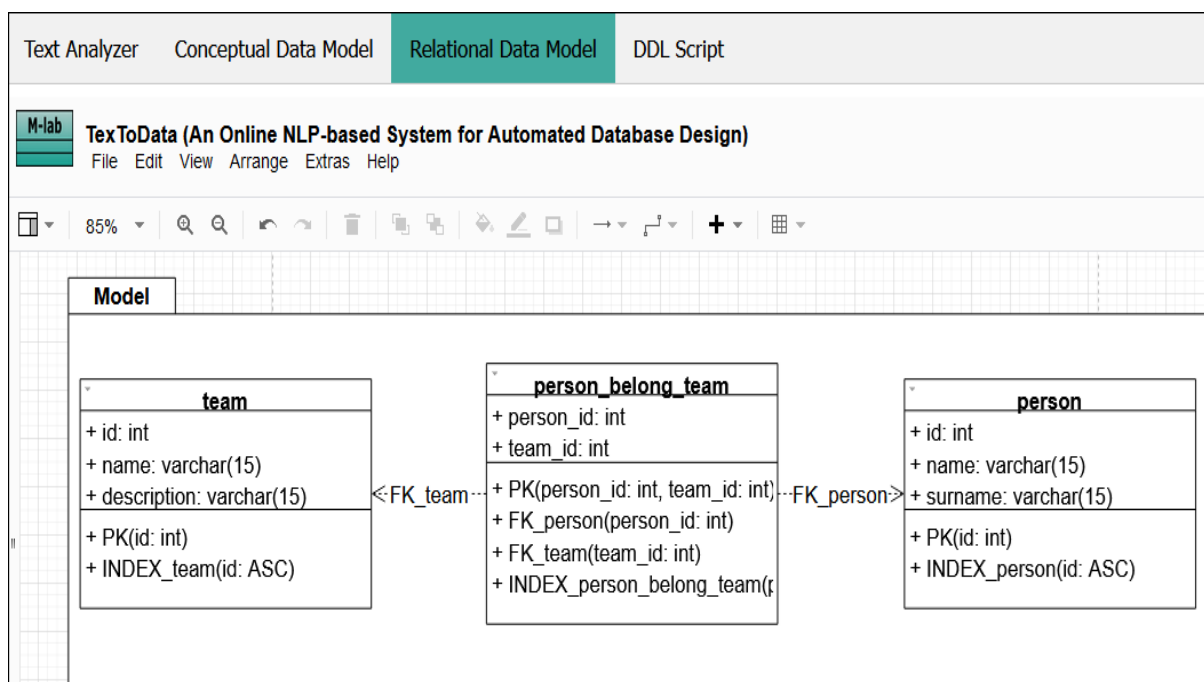 Text Analyzer Conceptual Data Model Relational Data Model DDL Script
M-lab
TexToData (An Online NLP-based System for Automated Database Design)
File Edit View Arrange Extras Help
85%
Model
team
+ id: int
+ name: varchar(15)
+ description: varchar(15)
+ PK(id: int)
+ INDEX_team(id: ASC)
FK_team
person_belong_team
+ person_id: int
+ team_id: int
+ PK(person_id: int, team_id: int)
+ FK_person(person_id: int)
+ FK_team(team_id: int)
+ INDEX_person_belong_team(p
FK_person
person
+ id: int
+ name: varchar(15)
+ surname: varchar(15)
+ PK(id: int)
+ INDEX_person(id: ASC)